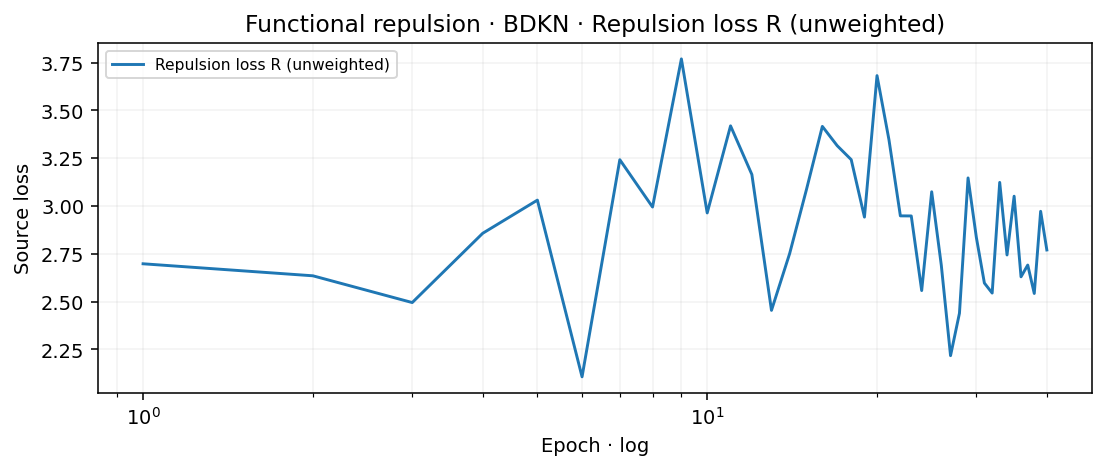 Functional repulsion · BDKN · Repulsion loss R (unweighted)
Repulsion loss R (unweighted)
Source loss
3.75
3.50
3.25
3.00
2.75
2.50
2.25
10⁰
10¹
Epoch · log